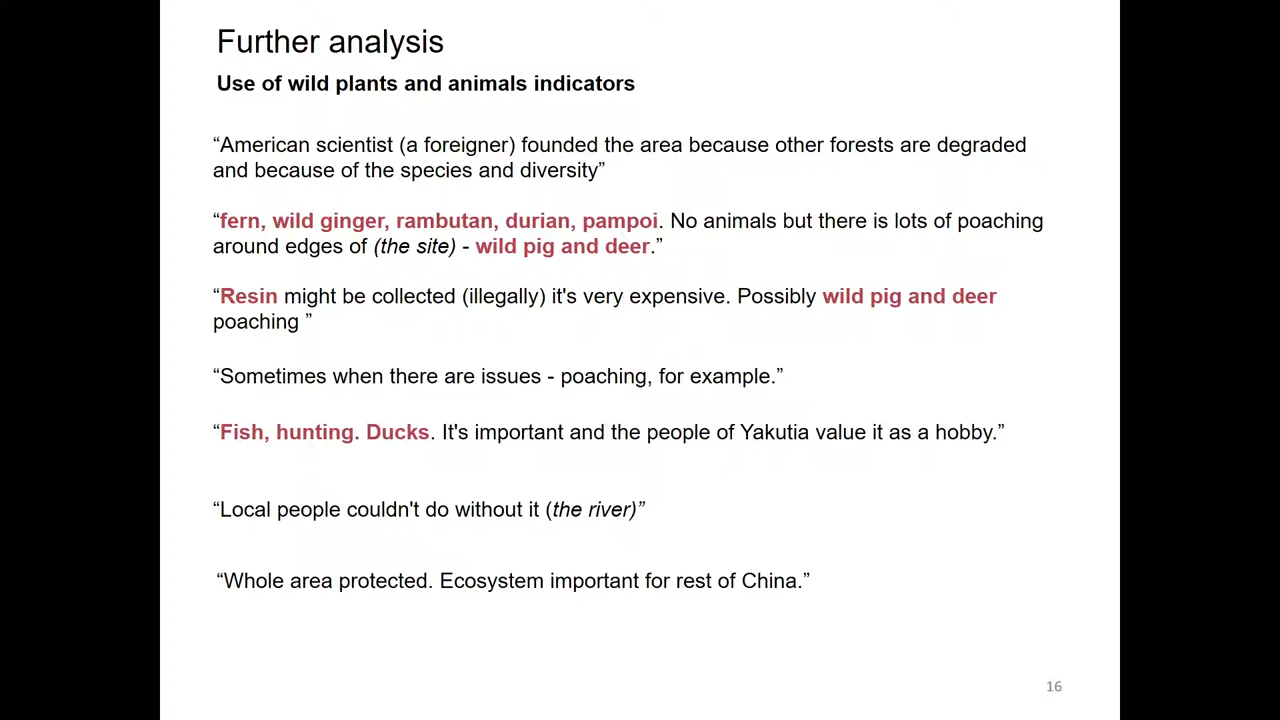 Further analysis
Use of wild plants and animals indicators
“American scientist (a foreigner) founded the area because other forests are degraded
and because of the species and diversity”
“fern, wild ginger, rambutan, durian, pampoi. No animals but there is lots of poaching
around edges of (the site) - wild pig and deer.”
“Resin might be collected (illegally) it's very expensive. Possibly wild pig and deer
poaching ”
“Sometimes when there are issues - poaching, for example.”
“Fish, hunting. Ducks. It's important and the people of Yakutia value it as a hobby.”
“Local people couldn't do without it (the river)”
“Whole area protected. Ecosystem important for rest of China.”
16